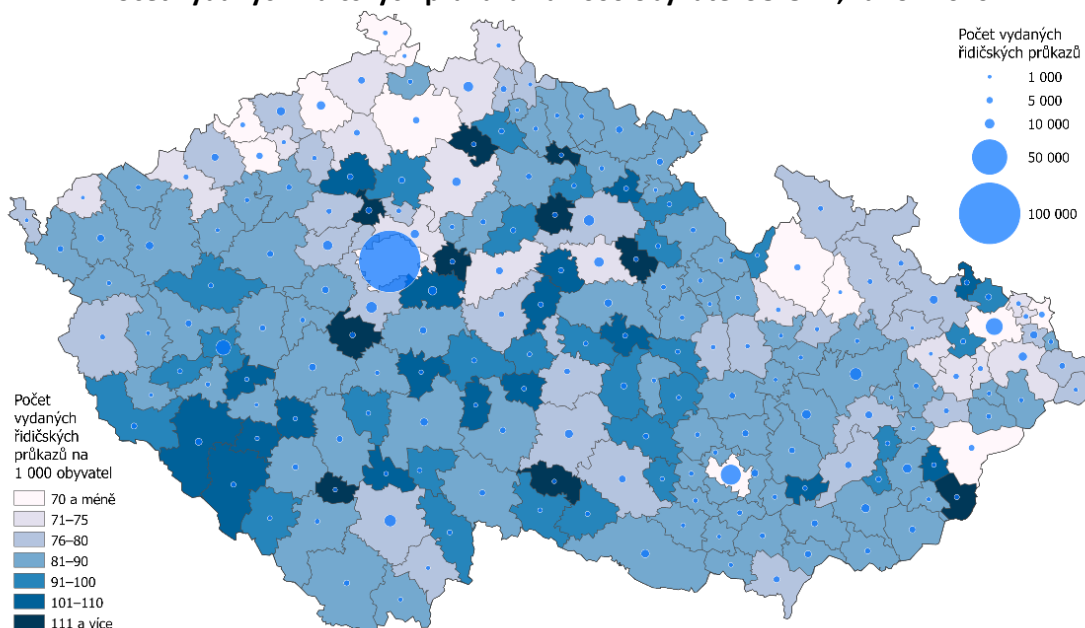 Počet vydaných
řidičských průkazů
1 000
5 000
10 000
50 000
100 000
Počet
vydaných
řidičských
průkazů na
1 000 obyvatel
70 a méně
71–75
76–80
81–90
91–100
101–110
111 a více